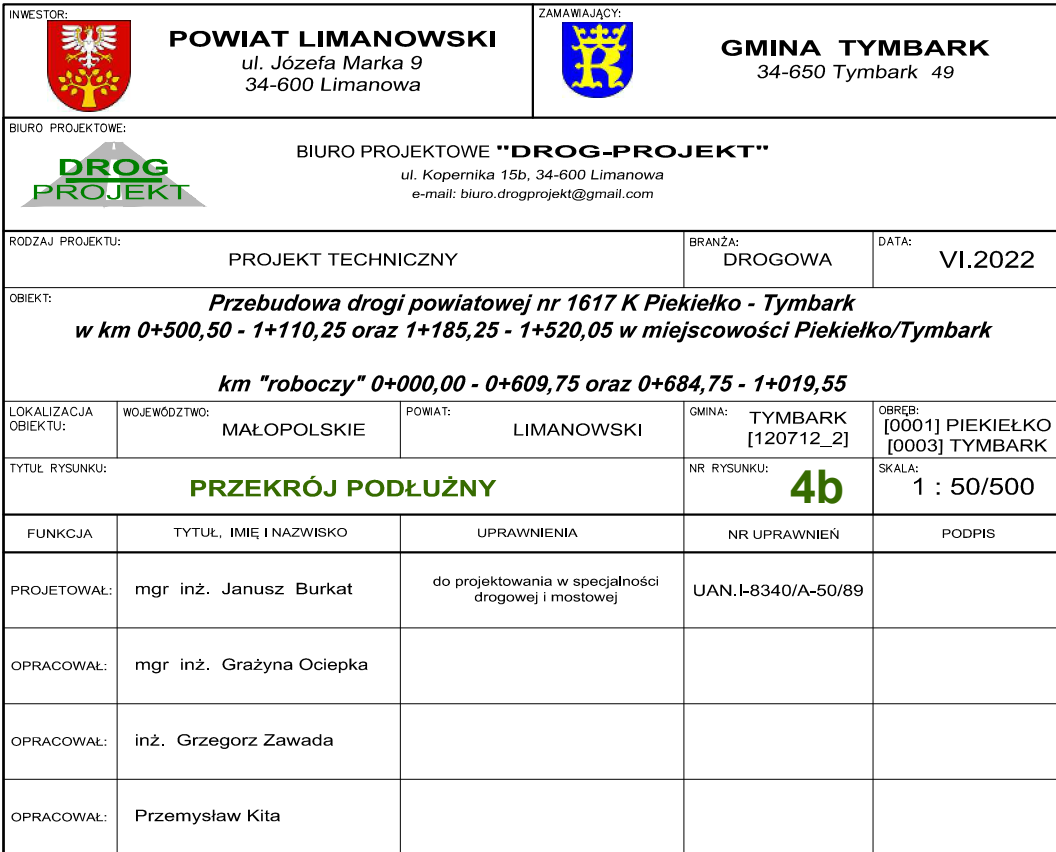 INWESTOR:
POWIAT LIMANOWSKI
ul. Józefa Marka 9
34-600 Limanowa
ZAMAWIAJĄCY:
GMINA TYMBARK
34-650 Tymbark 49
BIURO PROJEKTOWE:
DROG
PROJEKT
BIURO PROJEKTOWE "DROG-PROJEKT"
ul. Kopernika 15b, 34-600 Limanowa
e-mail: biuro.drogprojekt@gmail.com
RODZAJ PROJEKTU:
PROJEKT TECHNICZNY
BRANŻA:
DROGOWA
DATA:
VI.2022
OBIEKT:
Przebudowa drogi powiatowej nr 1617 K Piekiełko - Tymbark
w km 0+500,50 - 1+110,25 oraz 1+185,25 - 1+520,05 w miejscowości Piekiełko/Tymbark
km "roboczy" 0+000,00 - 0+609,75 oraz 0+684,75 - 1+019,55
LOKALIZACJA
OBIEKTU:
WOJEWÓDZTWO:
MAŁOPOLSKIE
POWIAT:
LIMANOWSKI
GMINA:
TYMBARK
[120712_2]
OBRĘB:
[0001] PIEKIEŁKO
[0003] TYMBARK
TYTUŁ RYSUNKU:
PRZEKRÓJ PODŁUŻNY
NR RYSUNKU:
4b
SKALA:
1 : 50/500
FUNKCJA
TYTUŁ, IMIĘ I NAZWISKO
UPRAWNIENIA
NR UPRAWNIEŃ
PODPIS
PROJETOWAŁ:
mgr inż. Janusz Burkat
do projektowania w specjalności
drogowej i mostowej
UAN.I-8340/A-50/89
OPRACOWAŁ:
mgr inż. Grażyna Ociepka
OPRACOWAŁ:
inż. Grzegorz Zawada
OPRACOWAŁ:
Przemysław Kita